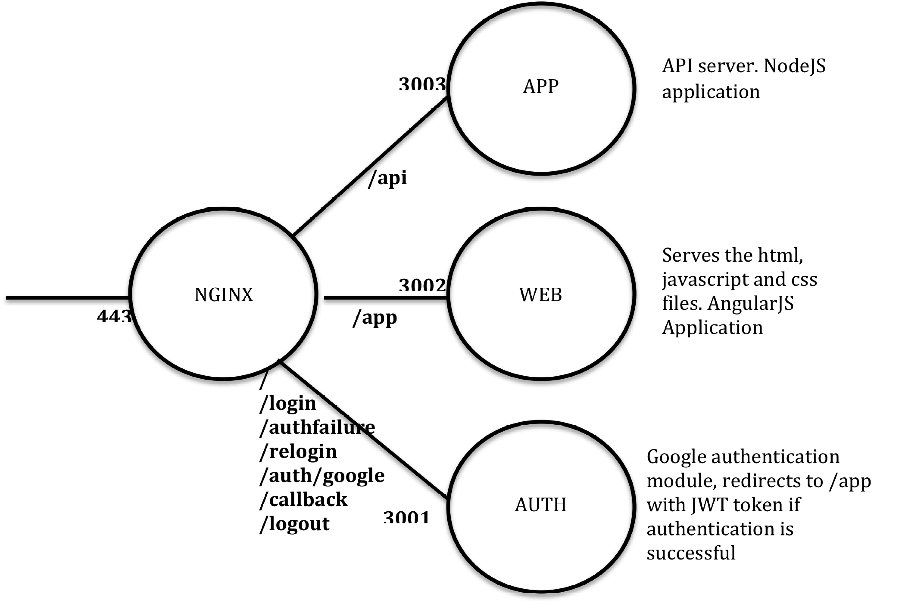 3003
APP
API server. NodeJS
application
/api
443
NGINX
3002
/app
WEB
Serves the html,
javascript and css
files. AngularJS
Application
/
/login
/authfailure
/relogin
/auth/google
/callback
/logout
3001
AUTH
Google authentication
module, redirects to /app
with JWT token if
authentication is
successful